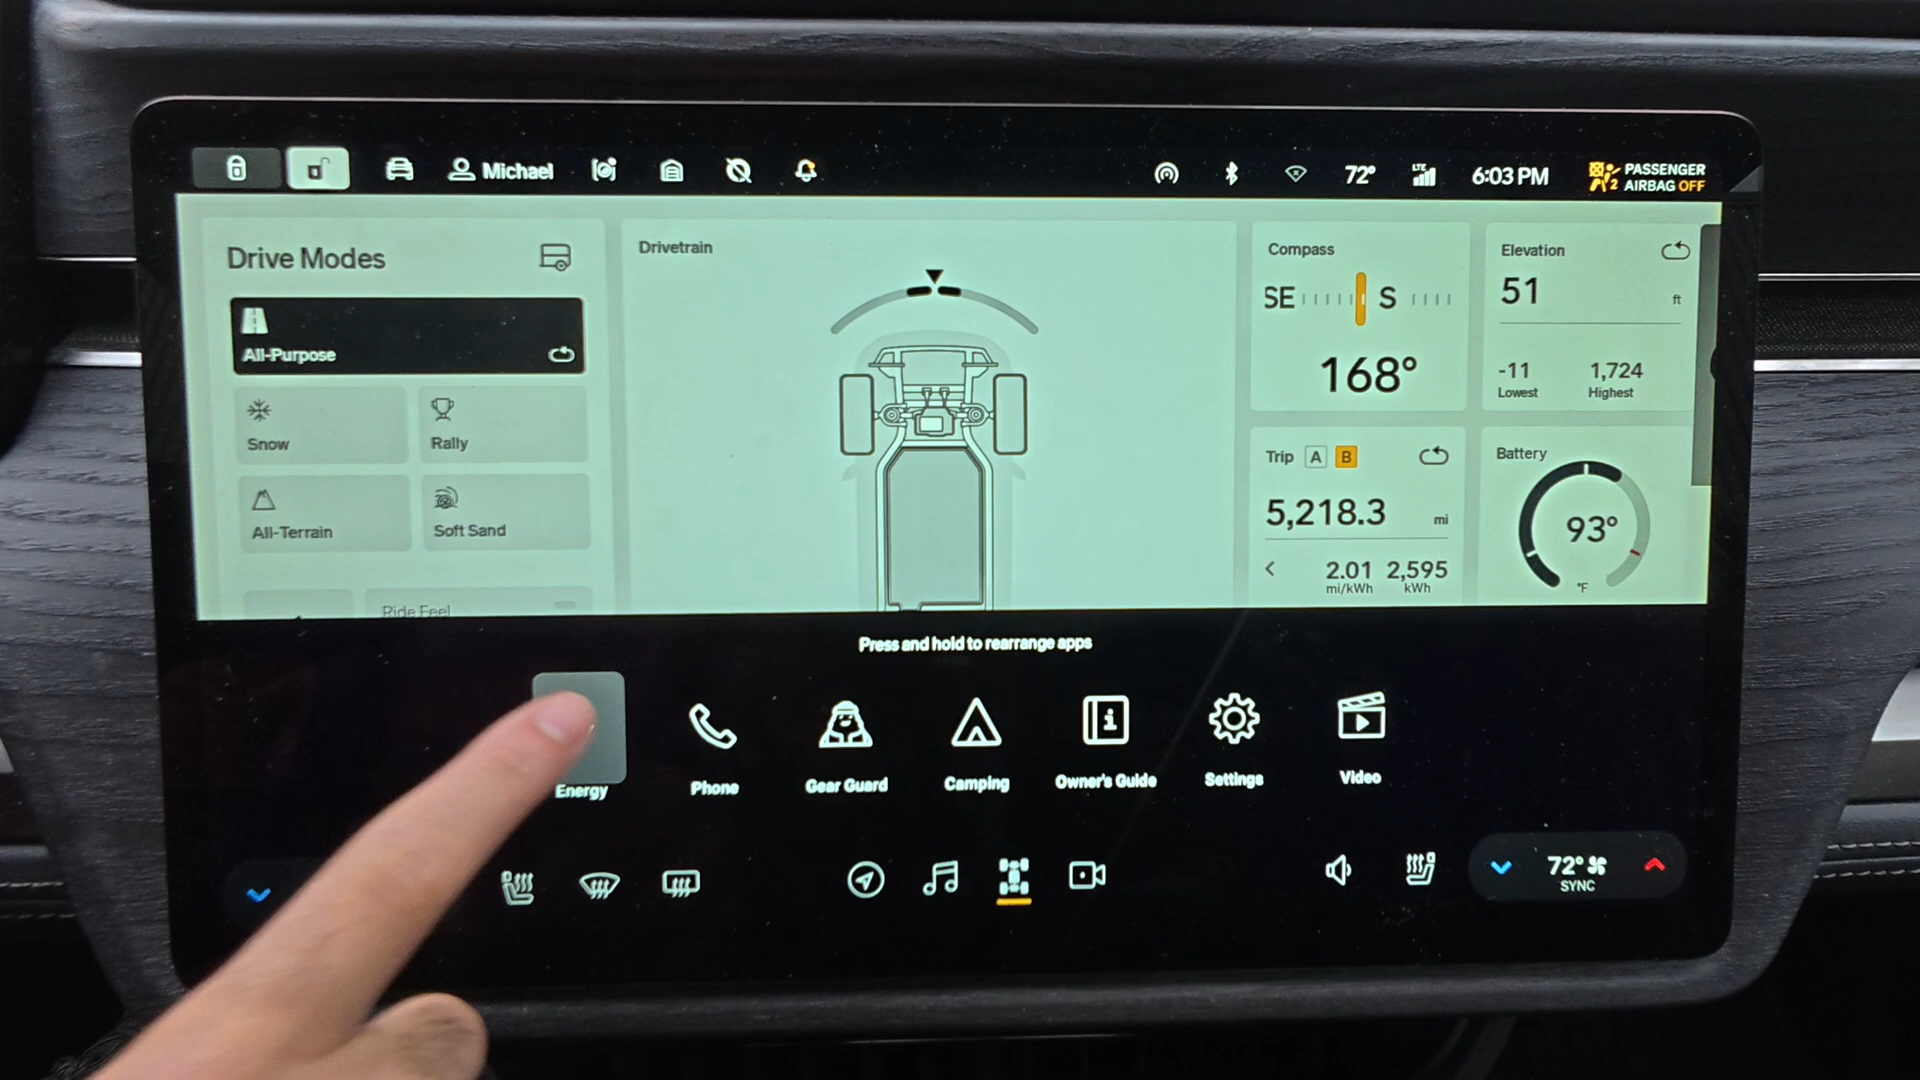 Michael
72°
LTE
6:03 PM
2
PASSENGER
AIRBAG OFF
Drive Modes
All-Purpose
Snow
Rally
All-Terrain
Soft Sand
Ride Feel
Drivetrain
Compass
SE S
168°
Elevation
51 ft
-11 1,724
Lowest Highest
Trip A B
5,218.3 mi
2.01 2,595
mi/kWh kWh
Battery
93°
°F
Press and hold to rearrange apps
Energy
Phone
Gear Guard
Camping
Owner's Guide
Settings
Video
72°
SYNC